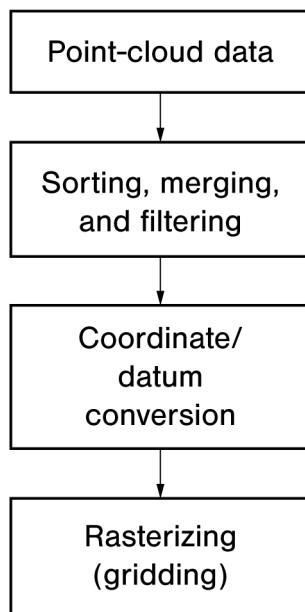 Point-cloud data
Sorting, merging,
and filtering
Coordinate/
datum
conversion
Rasterizing
(gridding)